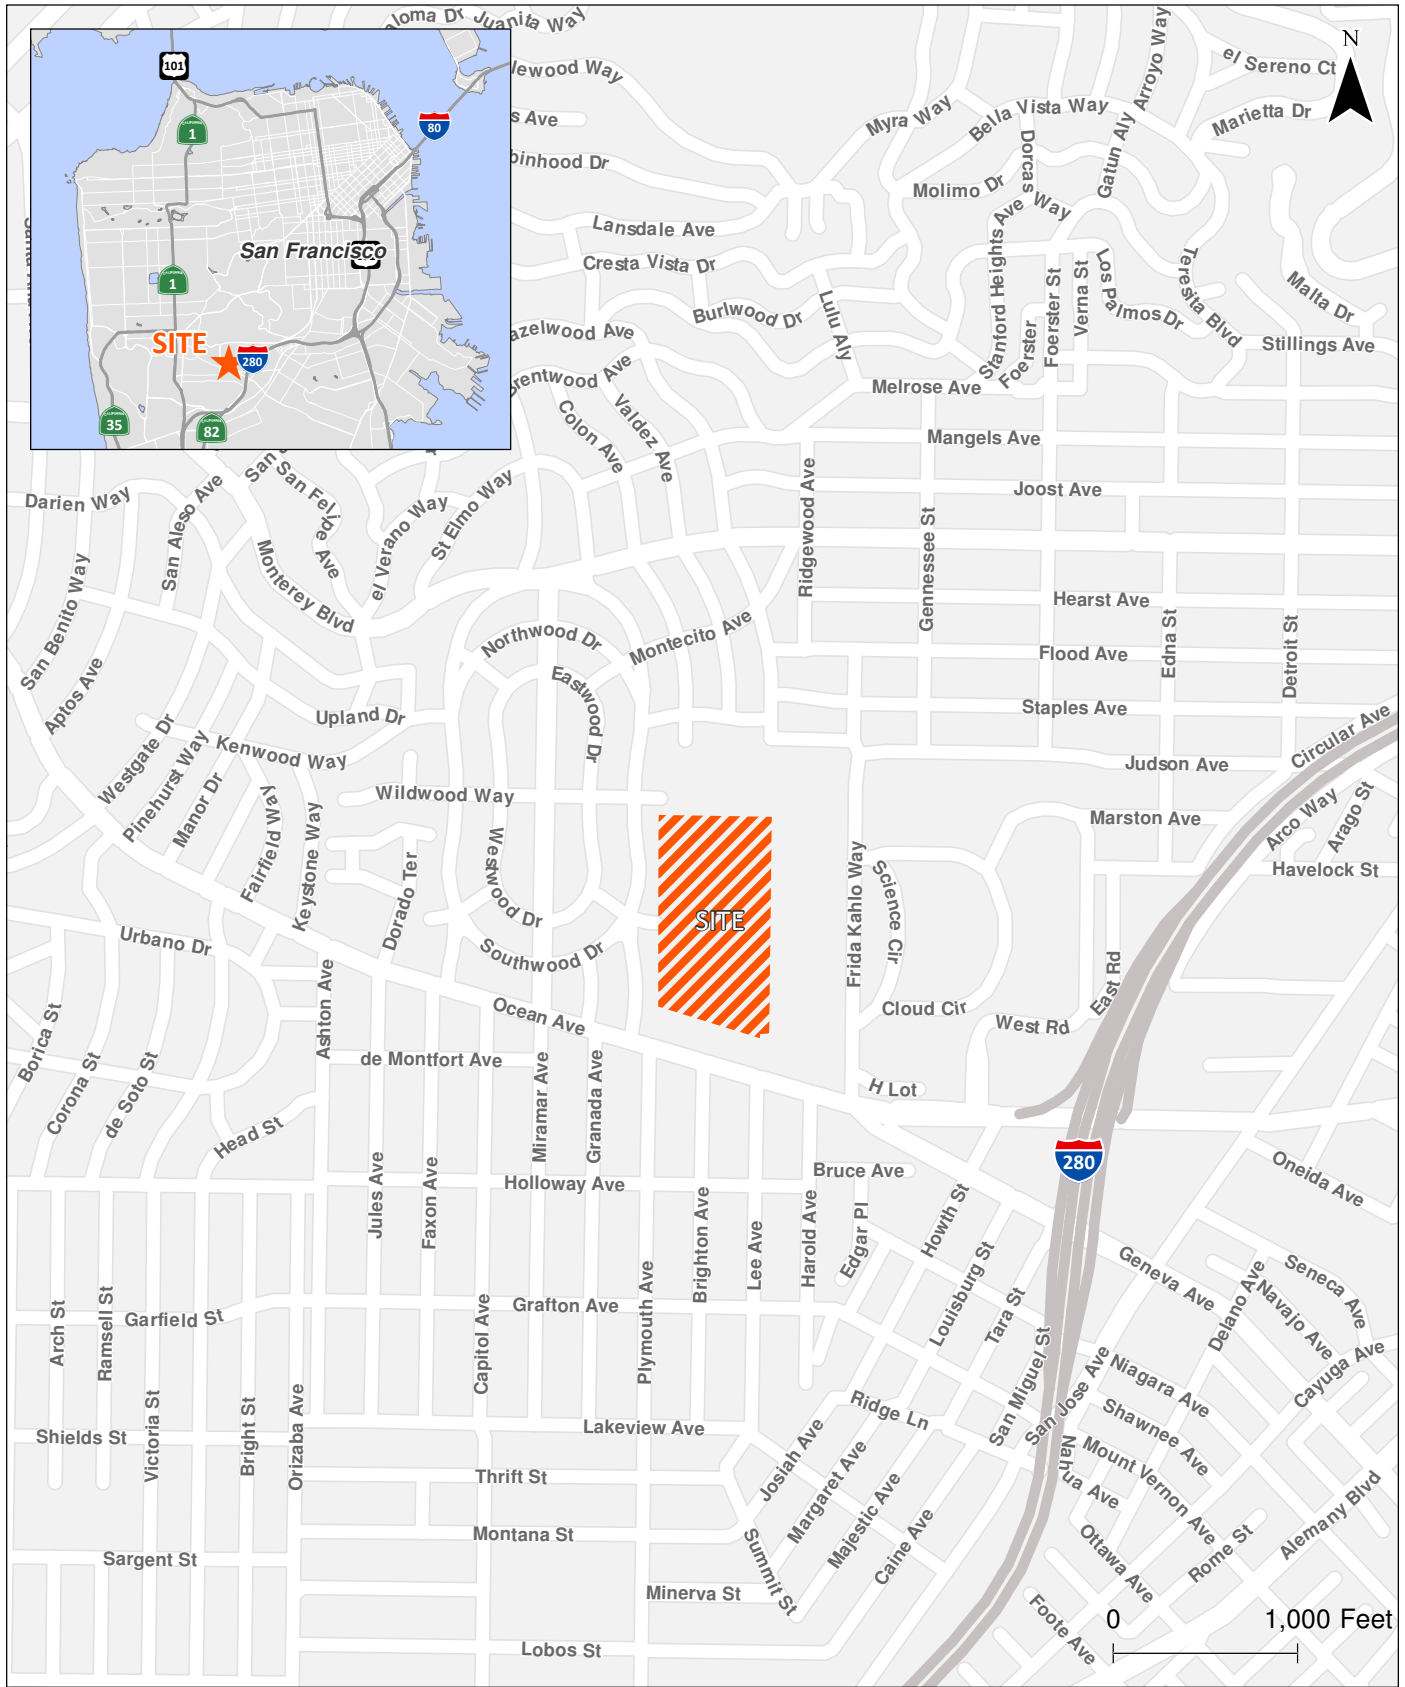 Juanita Way
N
el Sereno Ct
Arroyo Way
Marietta Dr
Bella Vista Way
Myra Way
Gatun Aly
Dorcas Way
Molimo Dr
Lansdale Ave
Cresta Vista Dr
Burlwood Dr
Lulu Aly
Stanford Heights Ave
Foerster
Foerster St
Verna St
Los Palmos Dr
Teresita Blvd
Malta Dr
Stillings Ave
Melrose Ave
Mangels Ave
Joost Ave
101
1
80
San Francisco
1
SITE
280
35
82
CALIFORNIA
Colon Ave
Valdez Ave
Darien Way
San Aleso Ave
San Felipe Ave
el Verano Way
St Elmo Way
Monterey Blvd
San Benito Way
Aptos Ave
Ridgewood Ave
Gennessee St
Hearst Ave
Flood Ave
Edna St
Detroit St
Staples Ave
Judson Ave
Circular Ave
Northwood Dr
Montecito Ave
Eastwood Dr
Upland Dr
Kenwood Way
Westgate Dr
Pinehurst Way
Manor Dr
Fairfield Way
Keystone Way
Wildwood Way
Westwood Dr
Dorado Ter
Southwood Dr
SITE
Frida Kahlo Way
Science Cir
Cloud Cir
West Rd
East Rd
Marston Ave
Arco Way
Arago St
Havelock St
Urbano Dr
Ashton Ave
Ocean Ave
de Montfort Ave
Miramar Ave
Granada Ave
H Lot
Borica St
Corona St
de Soto St
Head St
280
Holloway Ave
Bruce Ave
Oneida Ave
Jules Ave
Faxon Ave
Brighton Ave
Lee Ave
Harold Ave
Edgar Pl
Howth St
Louisburg St
Tara St
Geneva Ave
Seneca Ave
Navajo Ave
Delano Ave
Cayuga Ave
Arch St
Ramsell St
Garfield St
Grafton Ave
Capitol Ave
Plymouth Ave
San Miguel St
San Jose Ave
Niagara Ave
Shawnee Ave
Mount Vernon Ave
Nahua Ave
Shields St
Victoria St
Bright St
Orizaba Ave
Lakeview Ave
Ridge Ln
Josiah Ave
Margaret Ave
Majestic Ave
Caine Ave
Thrift St
Montana St
Sargent St
Summit St
Minerva St
Lobos St
Ottawa Ave
Rome St
Alemany Blvd
Foote Ave
0 1,000 Feet